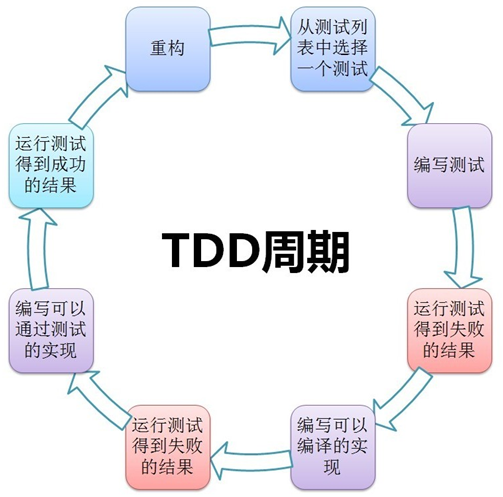 重构
从测试列
表中选择
一个测试
编写测试
运行测试
得到失败
的结果
编写可以
编译的实
现
运行测试
得到失败
的结果
编写可以
通过测试
的实现
运行测试
得到成功
的结果
TDD周期